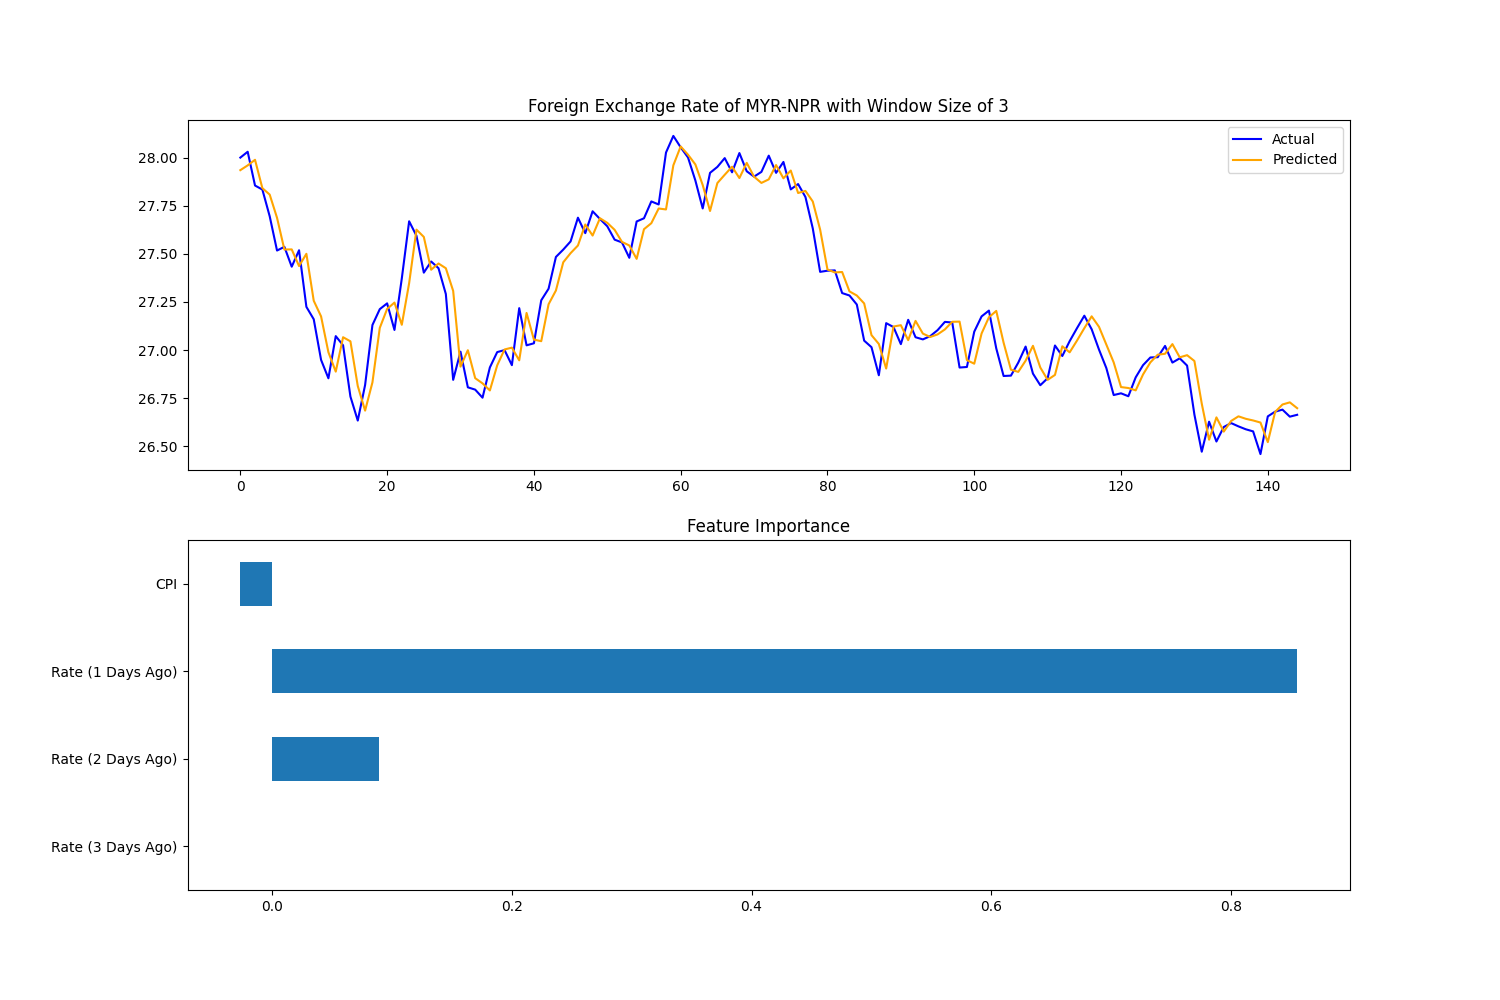 Foreign Exchange Rate of MYR-NPR with Window Size of 3
Actual
Predicted
28.00
27.75
27.50
27.25
27.00
26.75
26.50
0 20 40 60 80 100 120 140
Feature Importance
CPI
Rate (1 Days Ago)
Rate (2 Days Ago)
Rate (3 Days Ago)
0.0 0.2 0.4 0.6 0.8